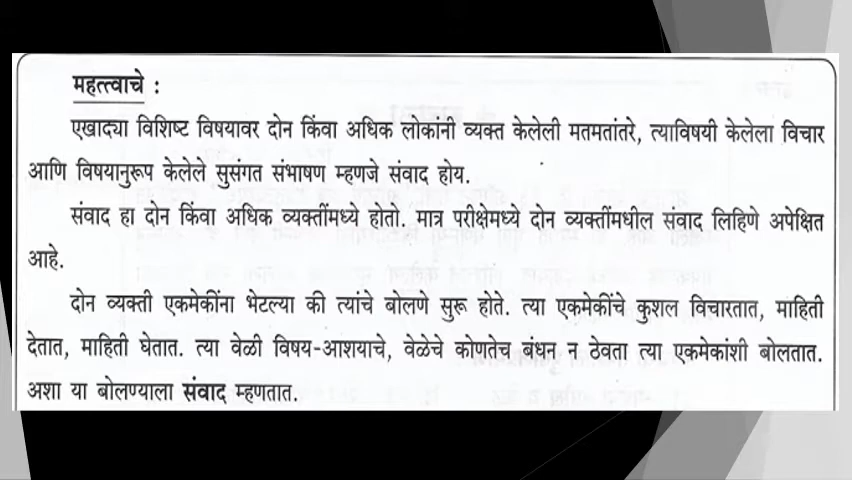 महत्त्वाचे :
एखाद्या विशिष्ट विषयावर दोन किंवा अधिक लोकांनी व्यक्त केलेली मतमतांतरे, त्याविषयी केलेला विचार
आणि विषयानुरूप केलेले सुसंगत संभाषण म्हणजे संवाद होय.
संवाद हा दोन किंवा अधिक व्यक्तींमध्ये होतो. मात्र परीक्षेमध्ये दोन व्यक्तींमधील संवाद लिहिणे अपेक्षित
आहे.
दोन व्यक्ती एकमेकींना भेटल्या की त्यांचे बोलणे सुरू होते. त्या एकमेकींचे कुशल विचारतात, माहिती
देतात, माहिती घेतात. त्या वेळी विषय-आशयाचे, वेळेचे कोणतेच बंधन न ठेवता त्या एकमेकांशी बोलतात.
अशा या बोलण्याला संवाद म्हणतात.